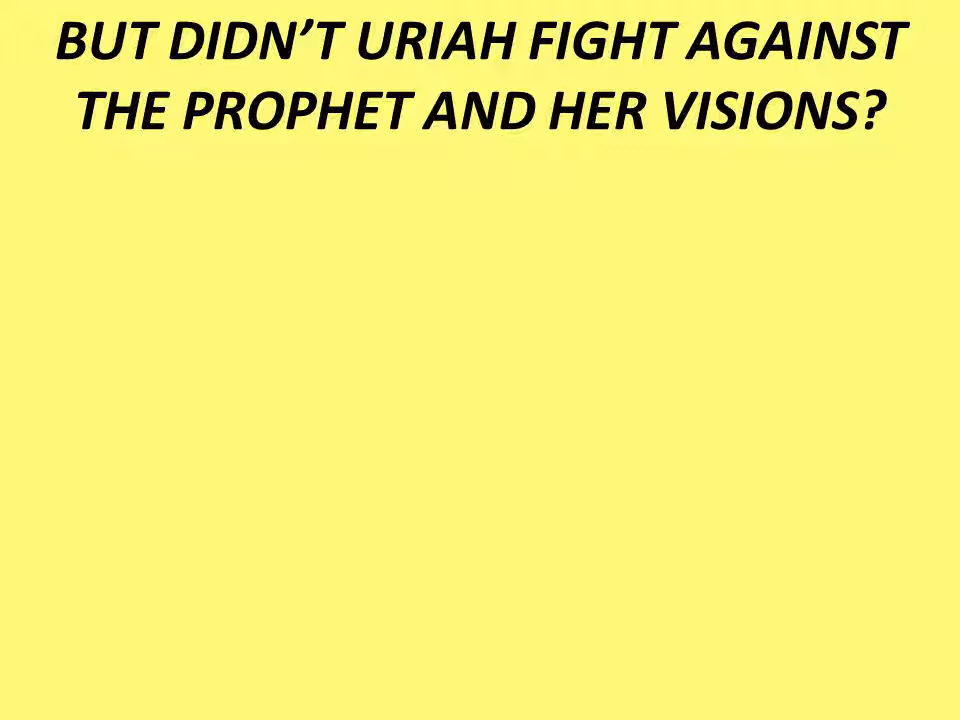 BUT DIDN’T URIAH FIGHT AGAINST
THE PROPHET AND HER VISIONS?